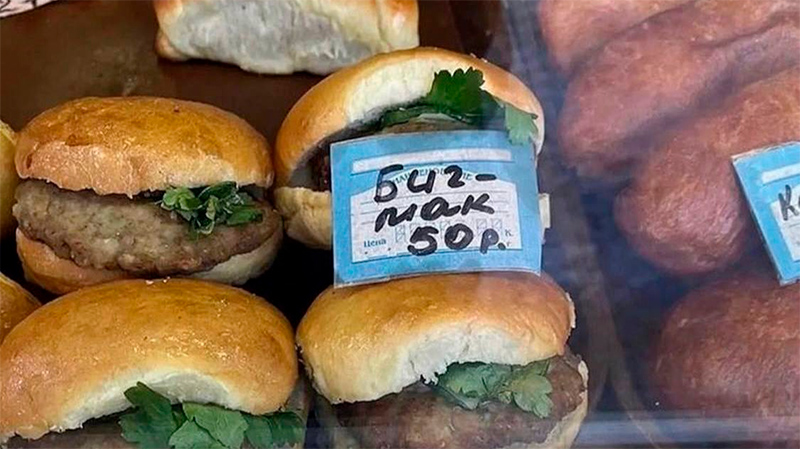 Биг-
мак
50р.
Цена
К.
К